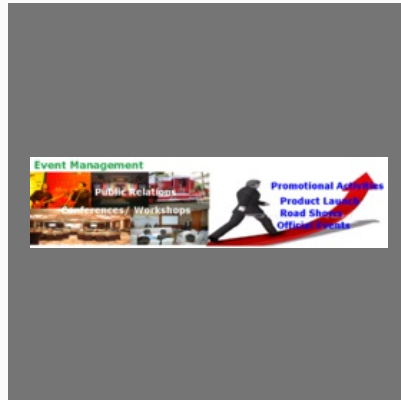 Event Management
Public Relations
Conferences/ Workshops
Promotional Activities
Product Launch
Road Shows
Official Events